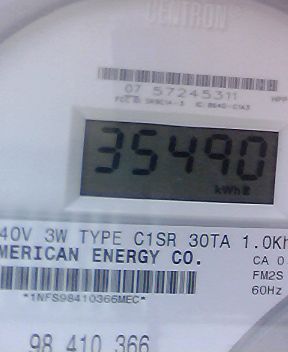 CENTRON
07 57245311
35490
kWh
40V 3W TYPE C1SR 30TA 1.0Kh
MERICAN ENERGY CO.
CA 0
FM2S
60Hz
*1NFS98410366MEC*
98 410 366